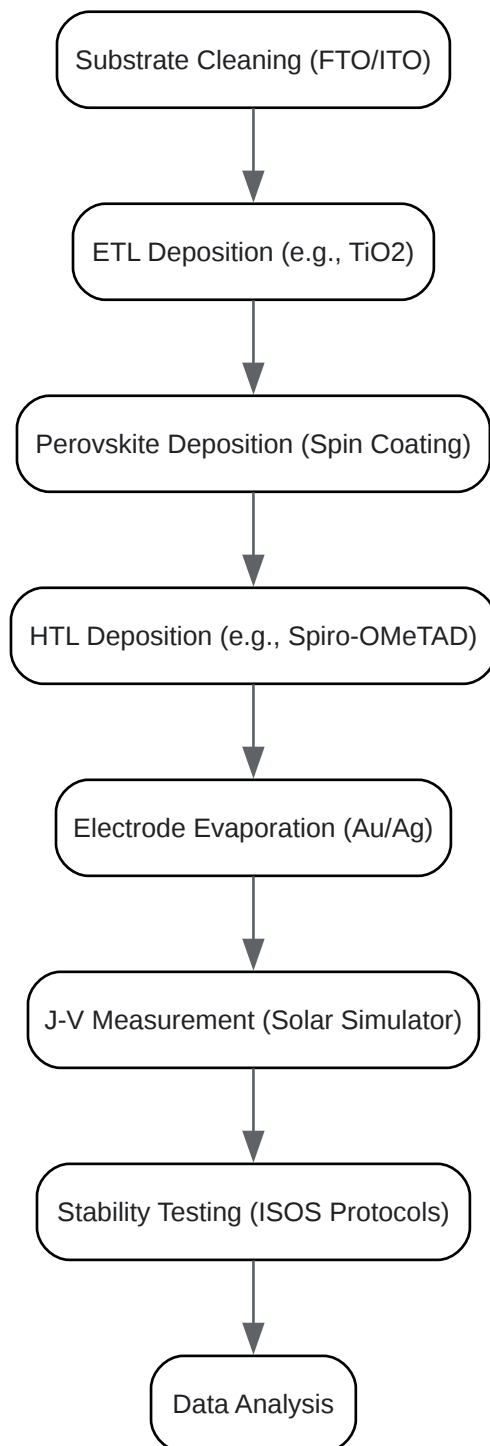 Substrate Cleaning (FTO/ITO)
ETL Deposition (e.g., TiO2)
Perovskite Deposition (Spin Coating)
HTL Deposition (e.g., Spiro-OMeTAD)
Electrode Evaporation (Au/Ag)
J-V Measurement (Solar Simulator)
Stability Testing (ISOS Protocols)
Data Analysis